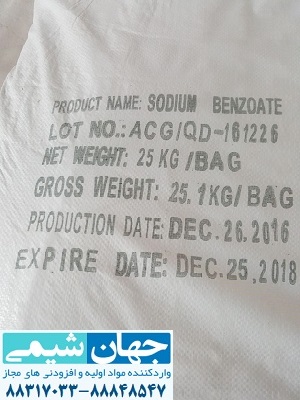 PRODUCT NAME: SODIUM BENZOATE
LOT NO.: ACG/QD-161226
NET WEIGHT: 25 KG /BAG
GROSS WEIGHT: 25.1KG/ BAG
PRODUCTION DATE: DEC.26.2016
EXPIRE DATE: DEC.25.2018
جهان شیمی
واردکننده مواد اولیه و افزودنی های مجاز
۸۸۳۱۷۰۳۳-۸۸۸۴۸۵۴۷